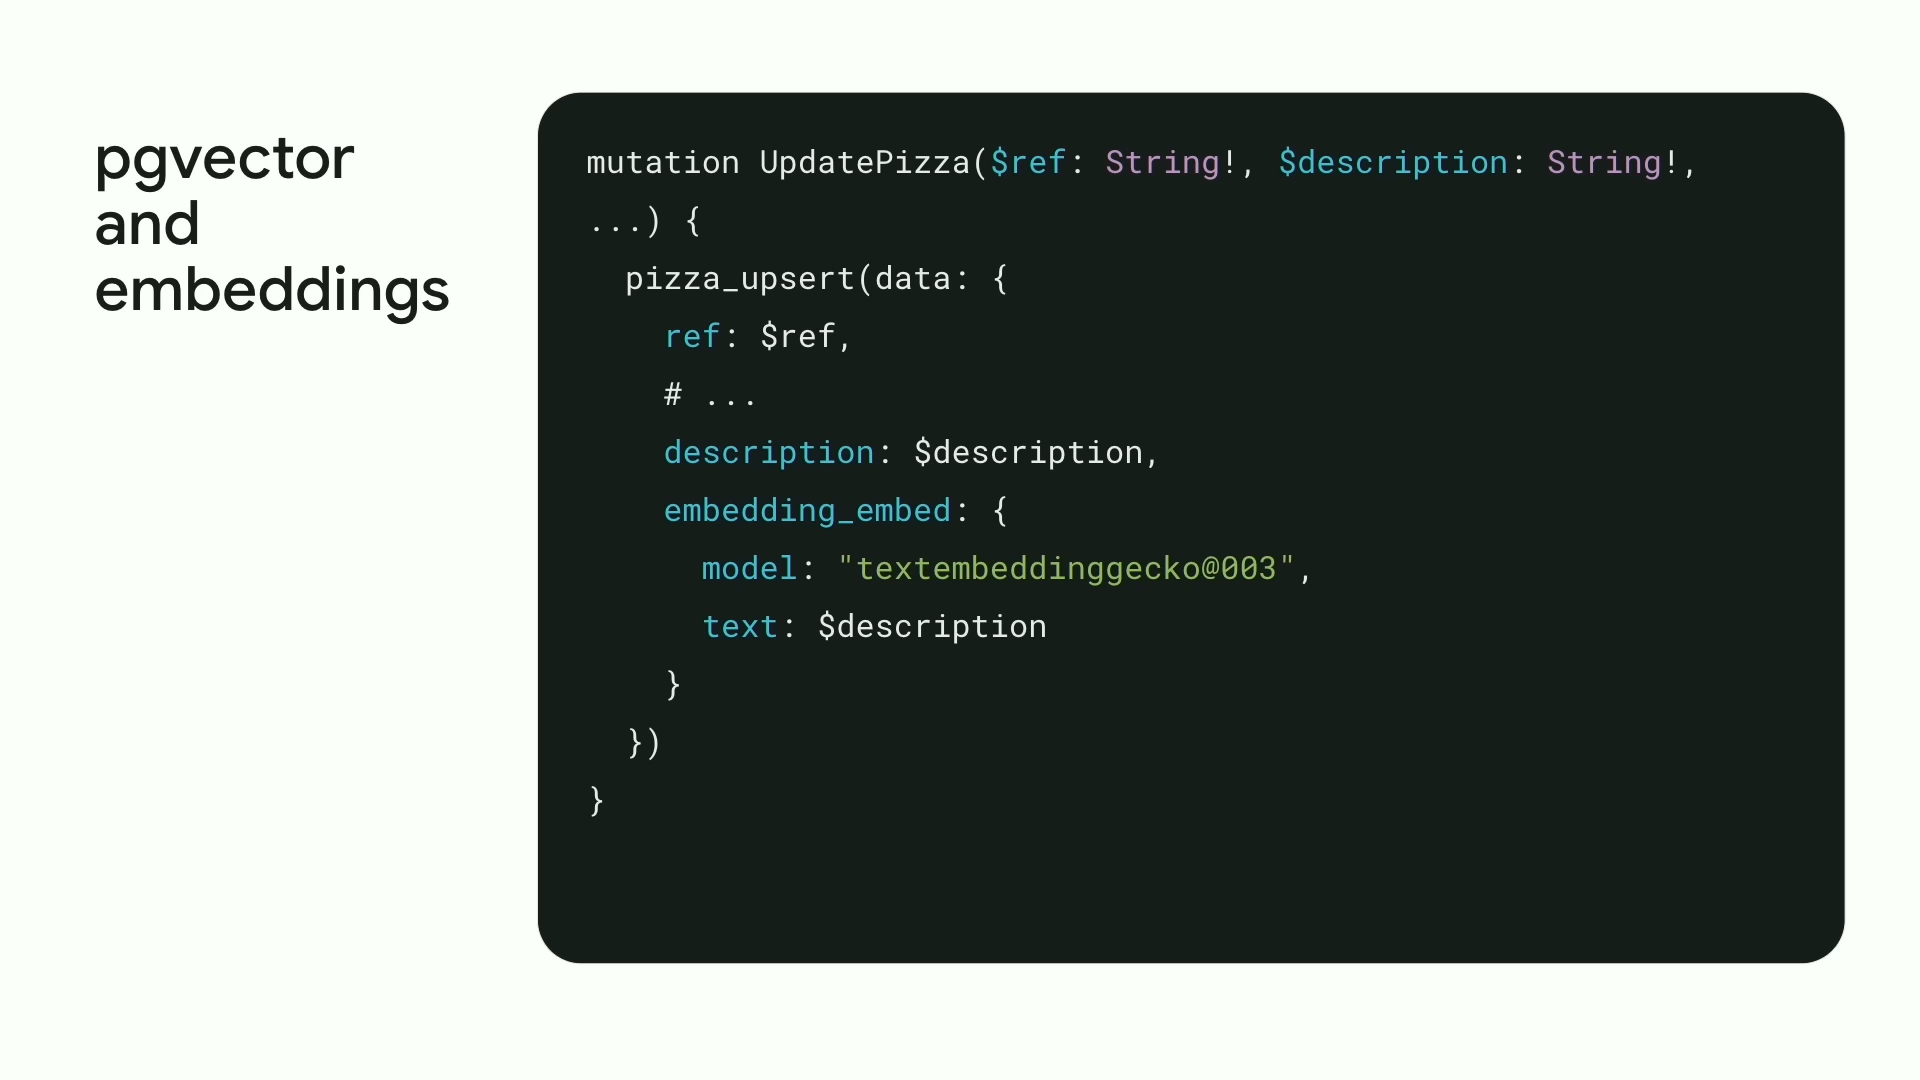 pgvector
and
embeddings
mutation UpdatePizza($ref: String!, $description: String!,
...) {
  pizza_upsert(data: {
    ref: $ref,
    # ...
    description: $description,
    embedding_embed: {
      model: "textembeddinggecko@003",
      text: $description
    }
  })
}